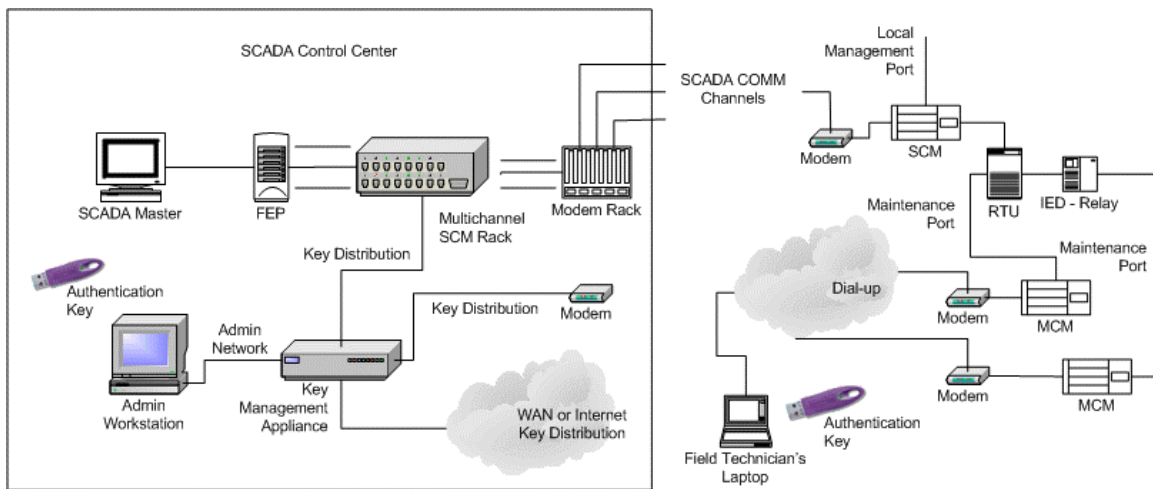 SCADA Control Center
SCADA Master
FEP
Multichannel
SCM Rack
Modem Rack
SCADA COMM
Channels
Local
Management
Port
Modem
SCM
RTU
IED - Relay
Maintenance
Port
Maintenance
Port
Key Distribution
Authentication
Key
Key Distribution
Modem
Admin
Network
Admin
Workstation
Key
Management
Appliance
WAN or Internet
Key Distribution
Dial-up
Modem
MCM
Modem
MCM
Authentication
Key
Field Technician's
Laptop